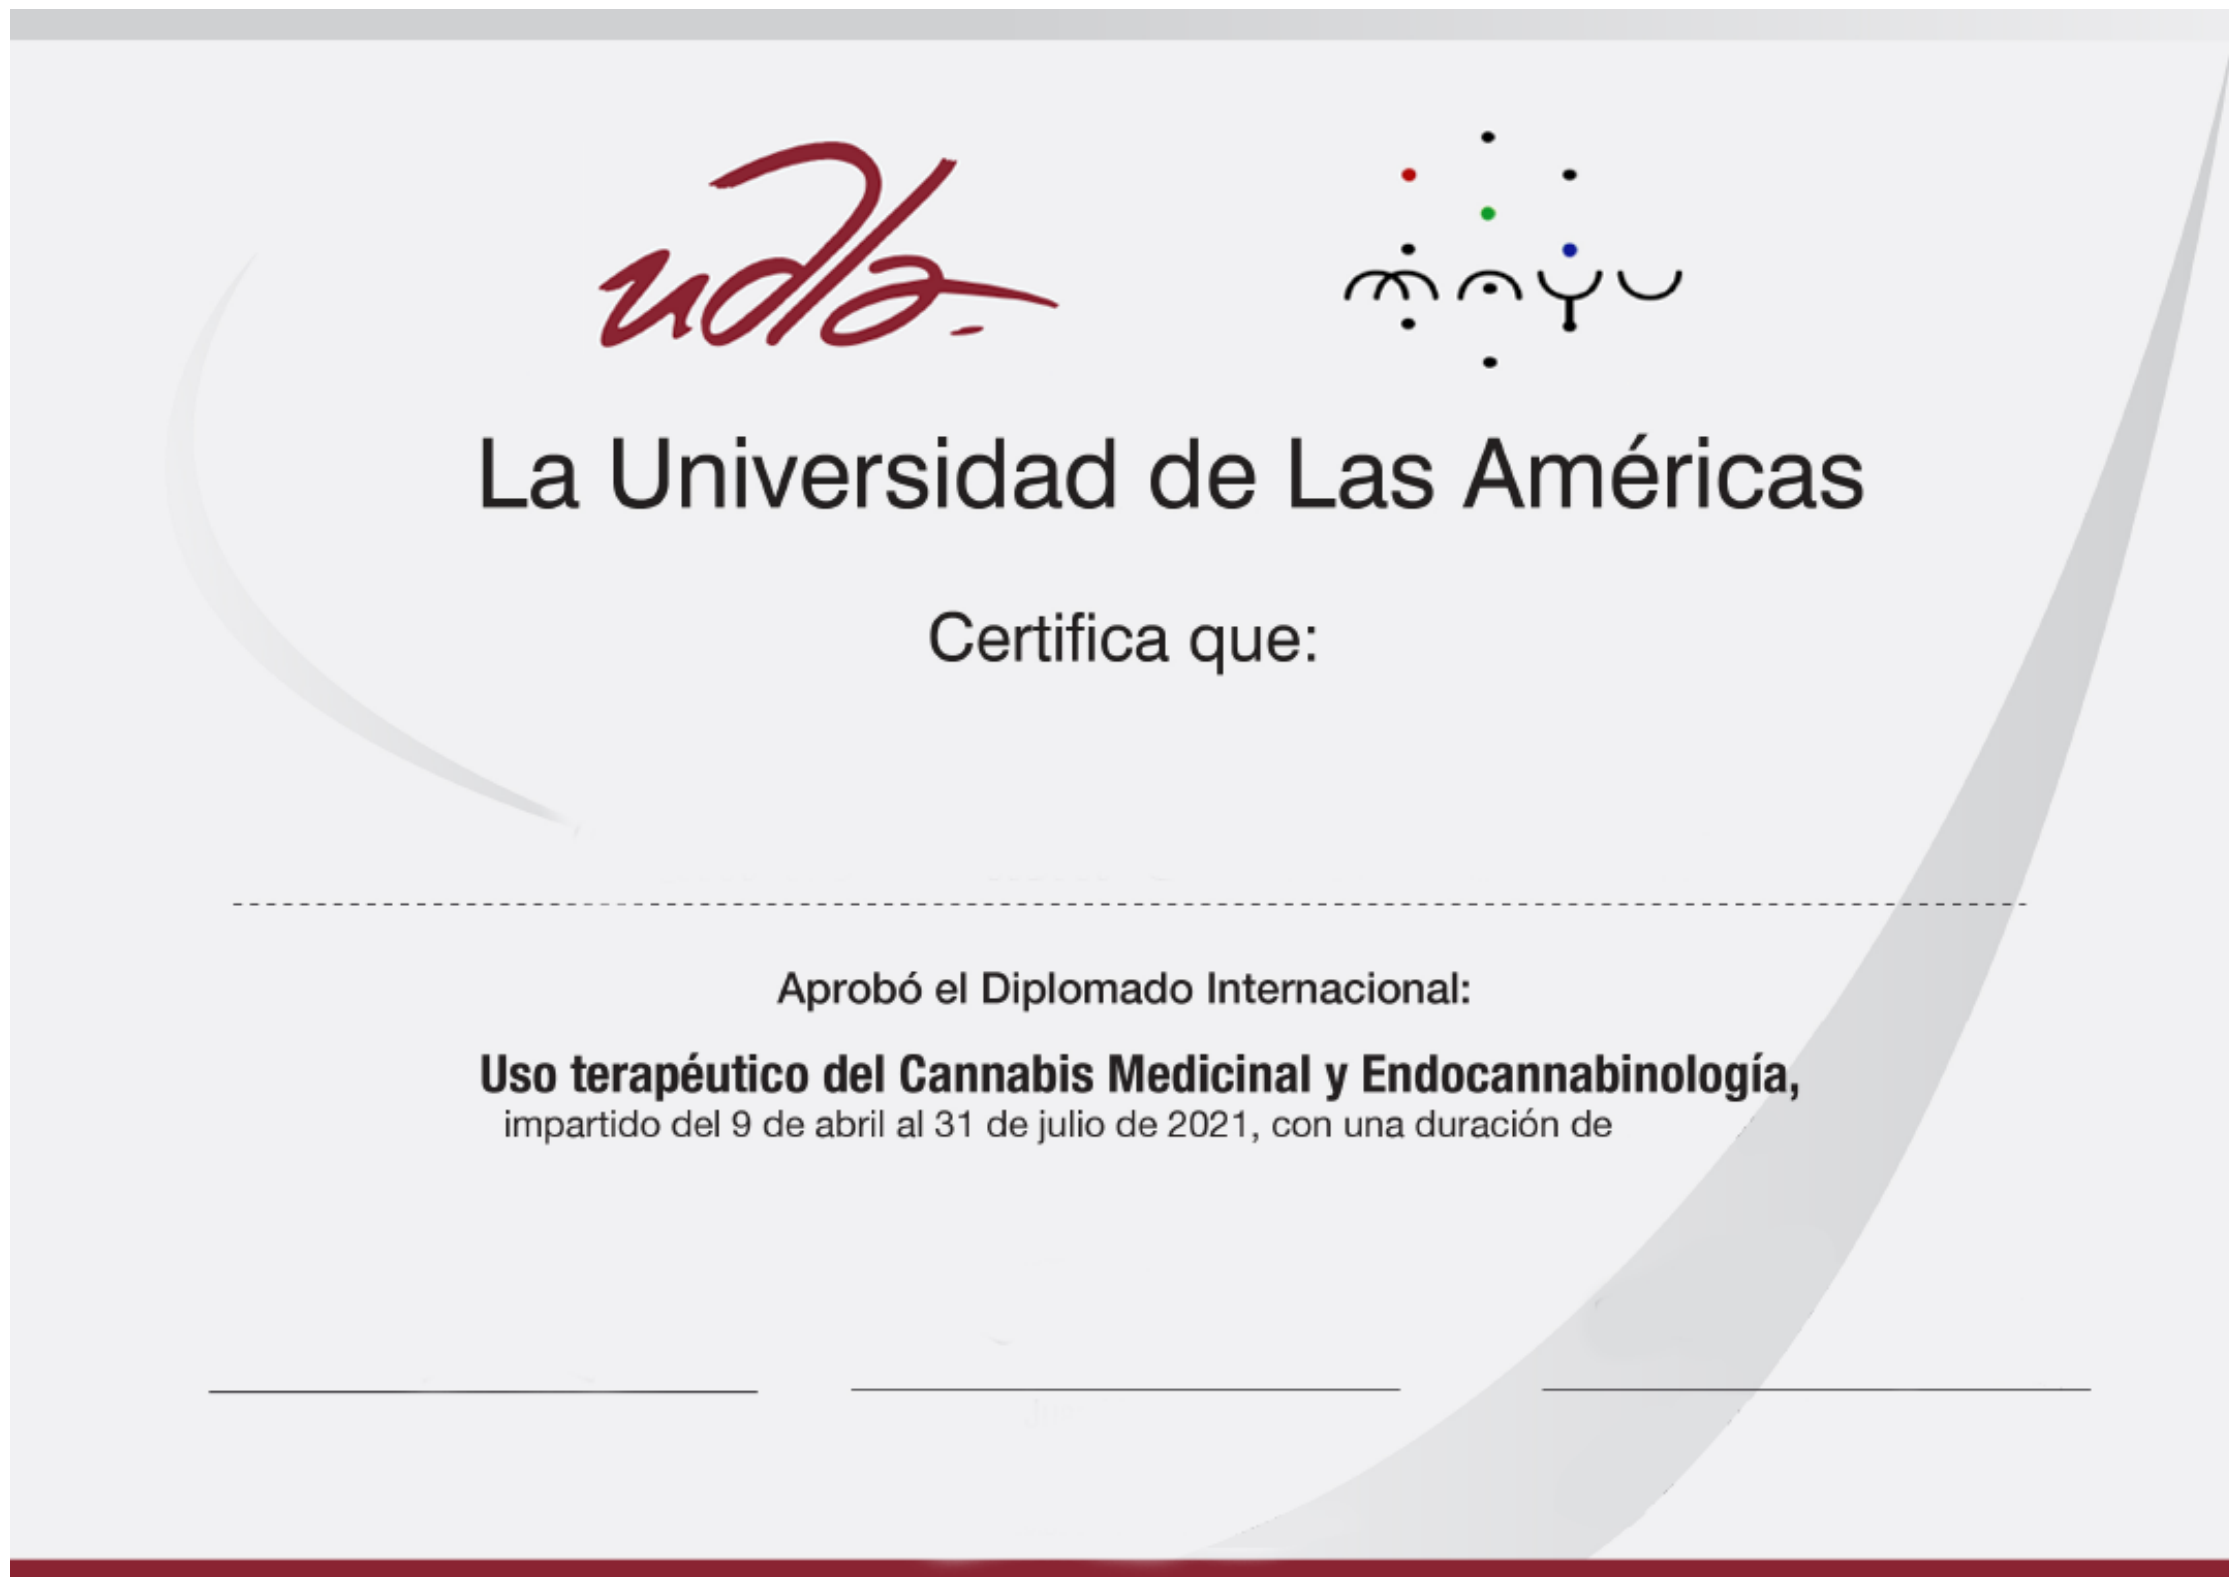 udla-
mayu
La Universidad de Las Américas
Certifica que:
Aprobó el Diplomado Internacional:
Uso terapéutico del Cannabis Medicinal y Endocannabinología,
impartido del 9 de abril al 31 de julio de 2021, con una duración de